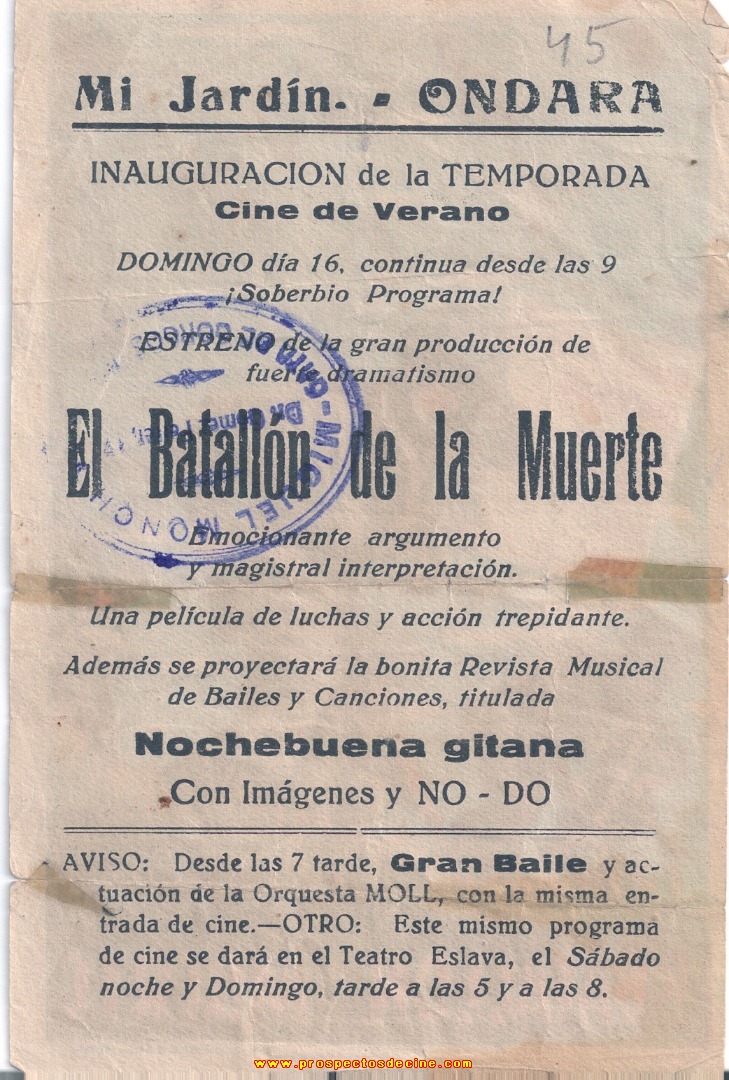 45
Mi Jardín. - ONDARA
INAUGURACION de la TEMPORADA
Cine de Verano
DOMINGO día 16, continua desde las 9
¡Soberbio Programa!
ESTRENO de la gran producción de
fuerte dramatismo
El Batallón de la Muerte
MIGUEL
Emocionante argumento
y magistral interpretación.
Una película de luchas y acción trepidante.
Además se proyectará la bonita Revista Musical
de Bailes y Canciones, titulada
Nochebuena gitana
Con Imágenes y NO - DO
AVISO: Desde las 7 tarde, Gran Baile y ac-
tuación de la Orquesta MOLL, con la misma en-
trada de cine.—OTRO: Este mismo programa
de cine se dará en el Teatro Eslava, el Sábado
noche y Domingo, tarde a las 5 y a las 8.
www.prospectosdecine.com